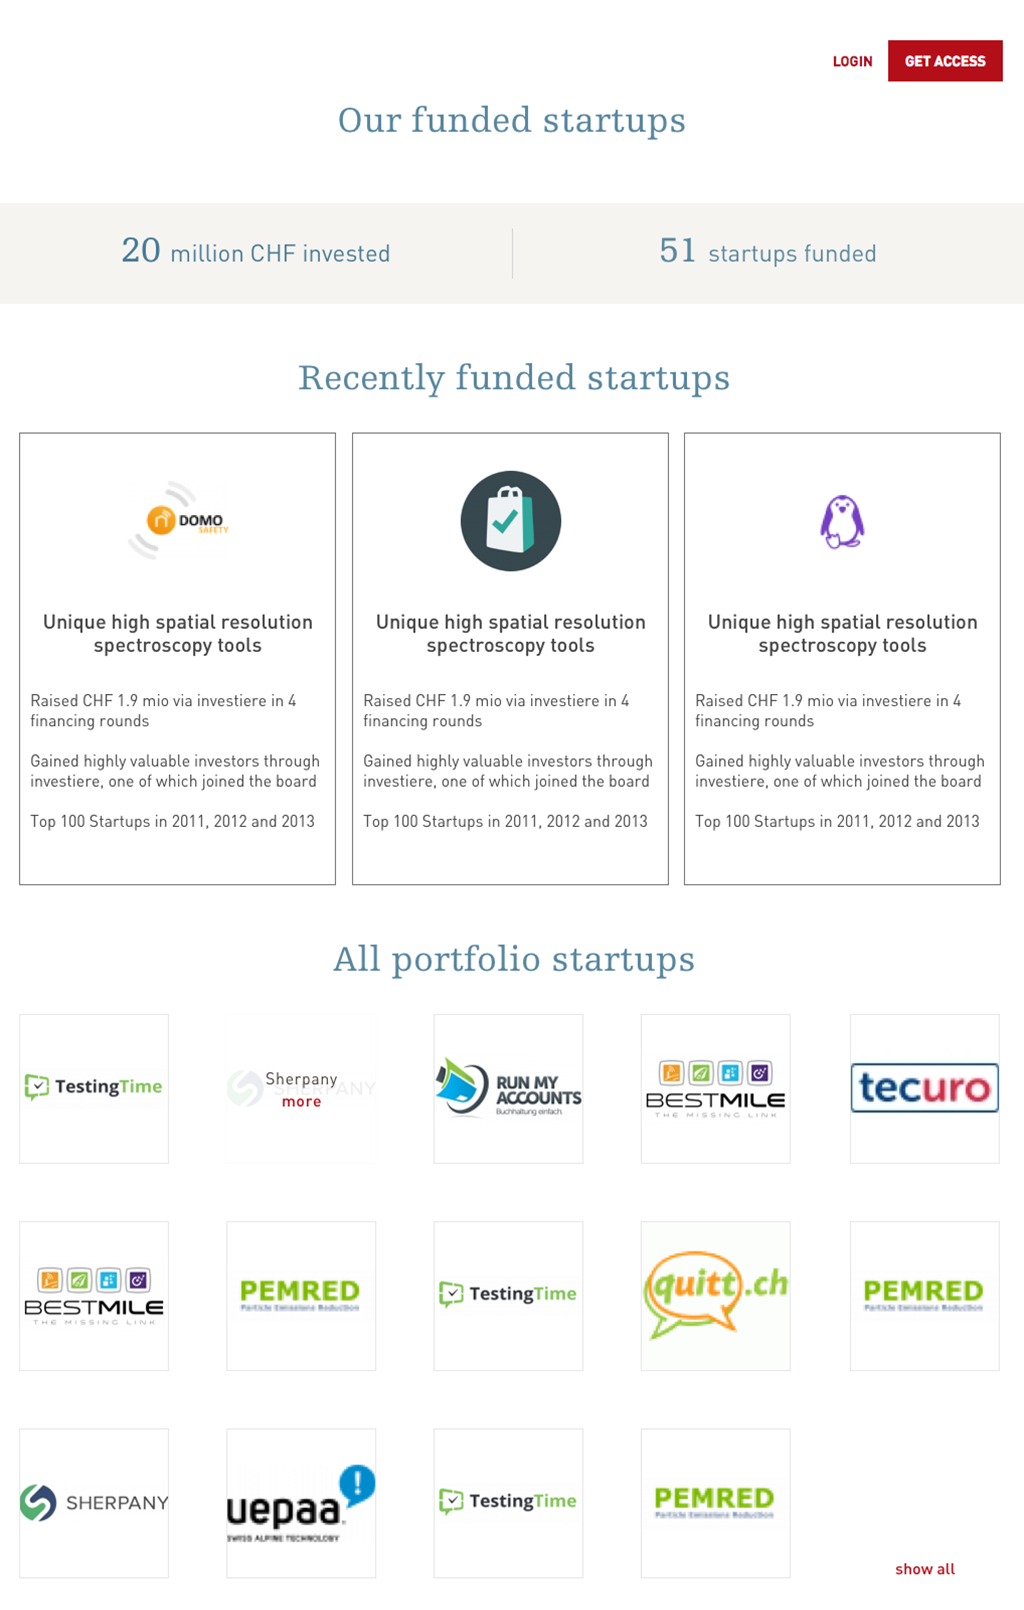 LOGIN
GET ACCESS
Our funded startups
20 million CHF invested
51 startups funded
Recently funded startups
DOMO
SAFETY
Unique high spatial resolution
spectroscopy tools
Raised CHF 1.9 mio via investiere in 4
financing rounds
Gained highly valuable investors through
investiere, one of which joined the board
Top 100 Startups in 2011, 2012 and 2013
Unique high spatial resolution
spectroscopy tools
Raised CHF 1.9 mio via investiere in 4
financing rounds
Gained highly valuable investors through
investiere, one of which joined the board
Top 100 Startups in 2011, 2012 and 2013
Unique high spatial resolution
spectroscopy tools
Raised CHF 1.9 mio via investiere in 4
financing rounds
Gained highly valuable investors through
investiere, one of which joined the board
Top 100 Startups in 2011, 2012 and 2013
All portfolio startups
TestingTime
Sherpany
SHERPANY
more
RUN MY
ACCOUNTS
Buchhaltung einfach.
BESTMILE
THE MISSING LINK
tecuro
BESTMILE
THE MISSING LINK
PEMRED
Particle Emissions Reduction
TestingTime
quitt.ch
PEMRED
Particle Emissions Reduction
SHERPANY
uepaa!
SWISS ALPINE TECHNOLOGY
TestingTime
PEMRED
Particle Emissions Reduction
show all